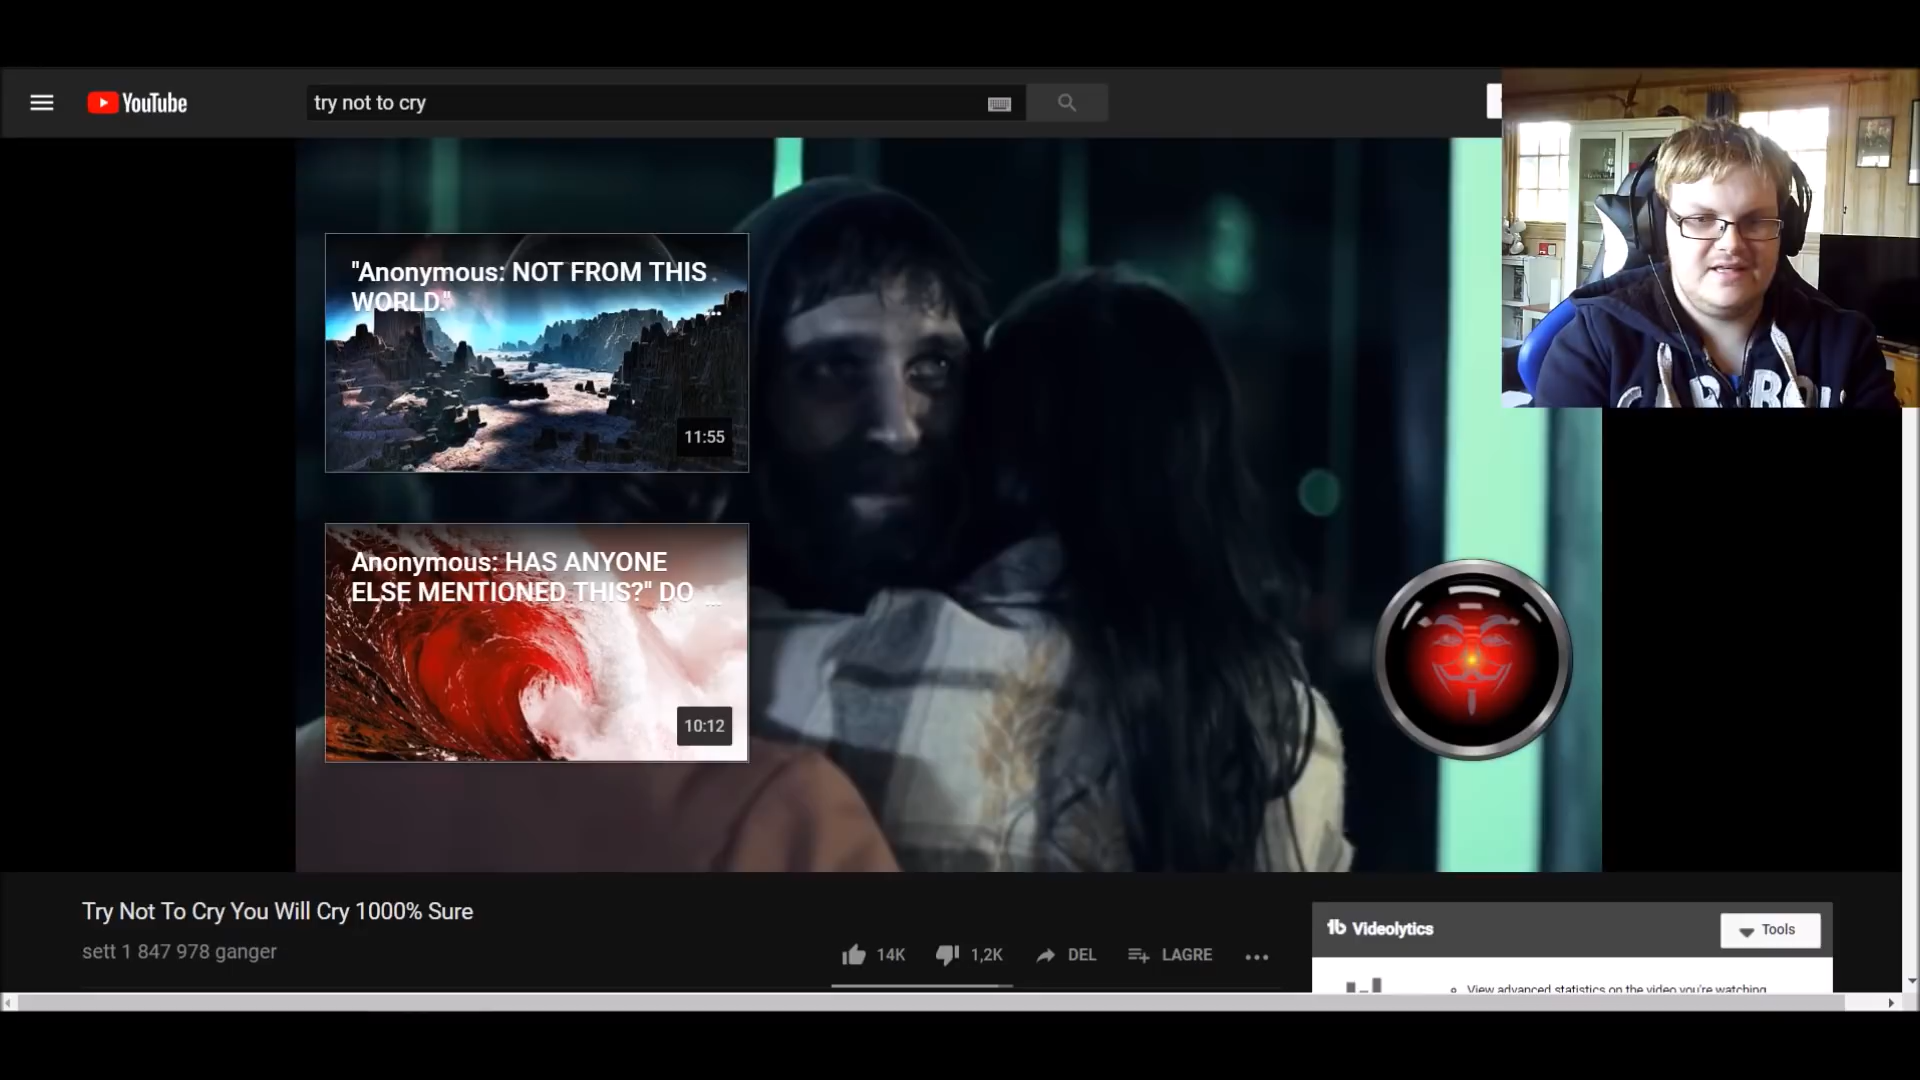 YouTube
try not to cry
"Anonymous: NOT FROM THIS
WORLD."
...
11:55
Anonymous: HAS ANYONE
ELSE MENTIONED THIS?" DO ...
10:12
Try Not To Cry You Will Cry 1000% Sure
sett 1 847 978 ganger
14K
1,2K
DEL
LAGRE
Videolytics
Tools
View advanced statistics on the video you're watching